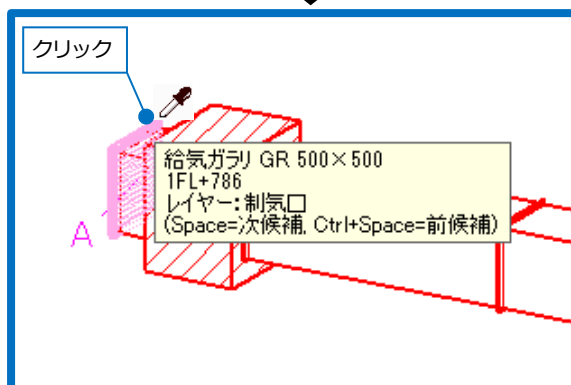 クリック
給気ガラリ GR 500×500
1FL+786
レイヤー:制気口
(Space=次候補, Ctrl+Space=前候補)
A